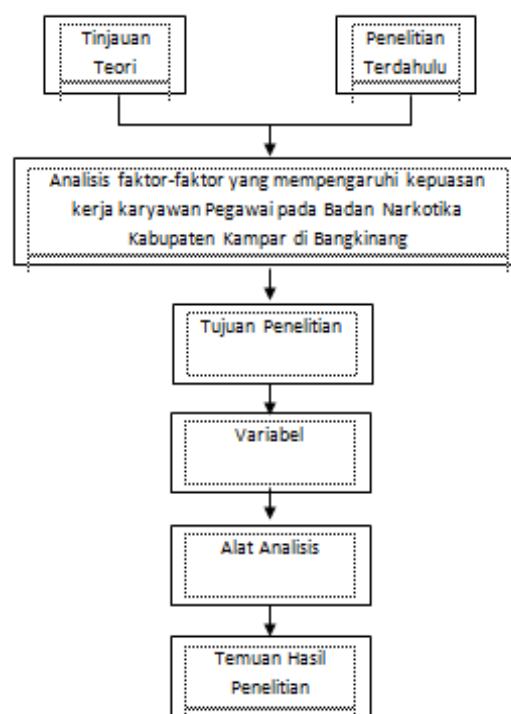 Tinjauan
Teori
Penelitian
Terdahulu
Analisis faktor-faktor yang mempengaruhi kepuasan
kerja karyawan Pegawai pada Badan Narkotika
Kabupaten Kampar di Bangkinang
Tujuan Penelitian
Variabel
Alat Analisis
Temuan Hasil
Penelitian